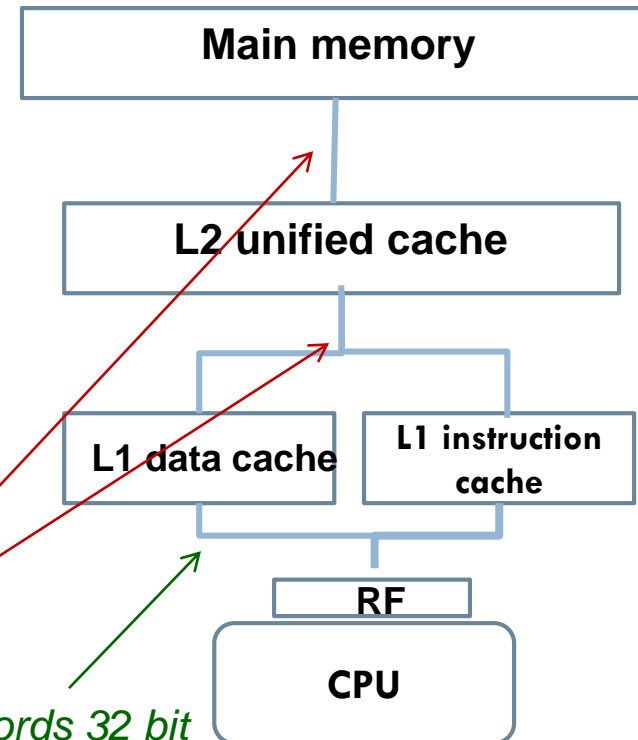 Main memory
L2 unified cache
L1 data cache
L1 instruction
cache
RF
CPU
ords 32 bit